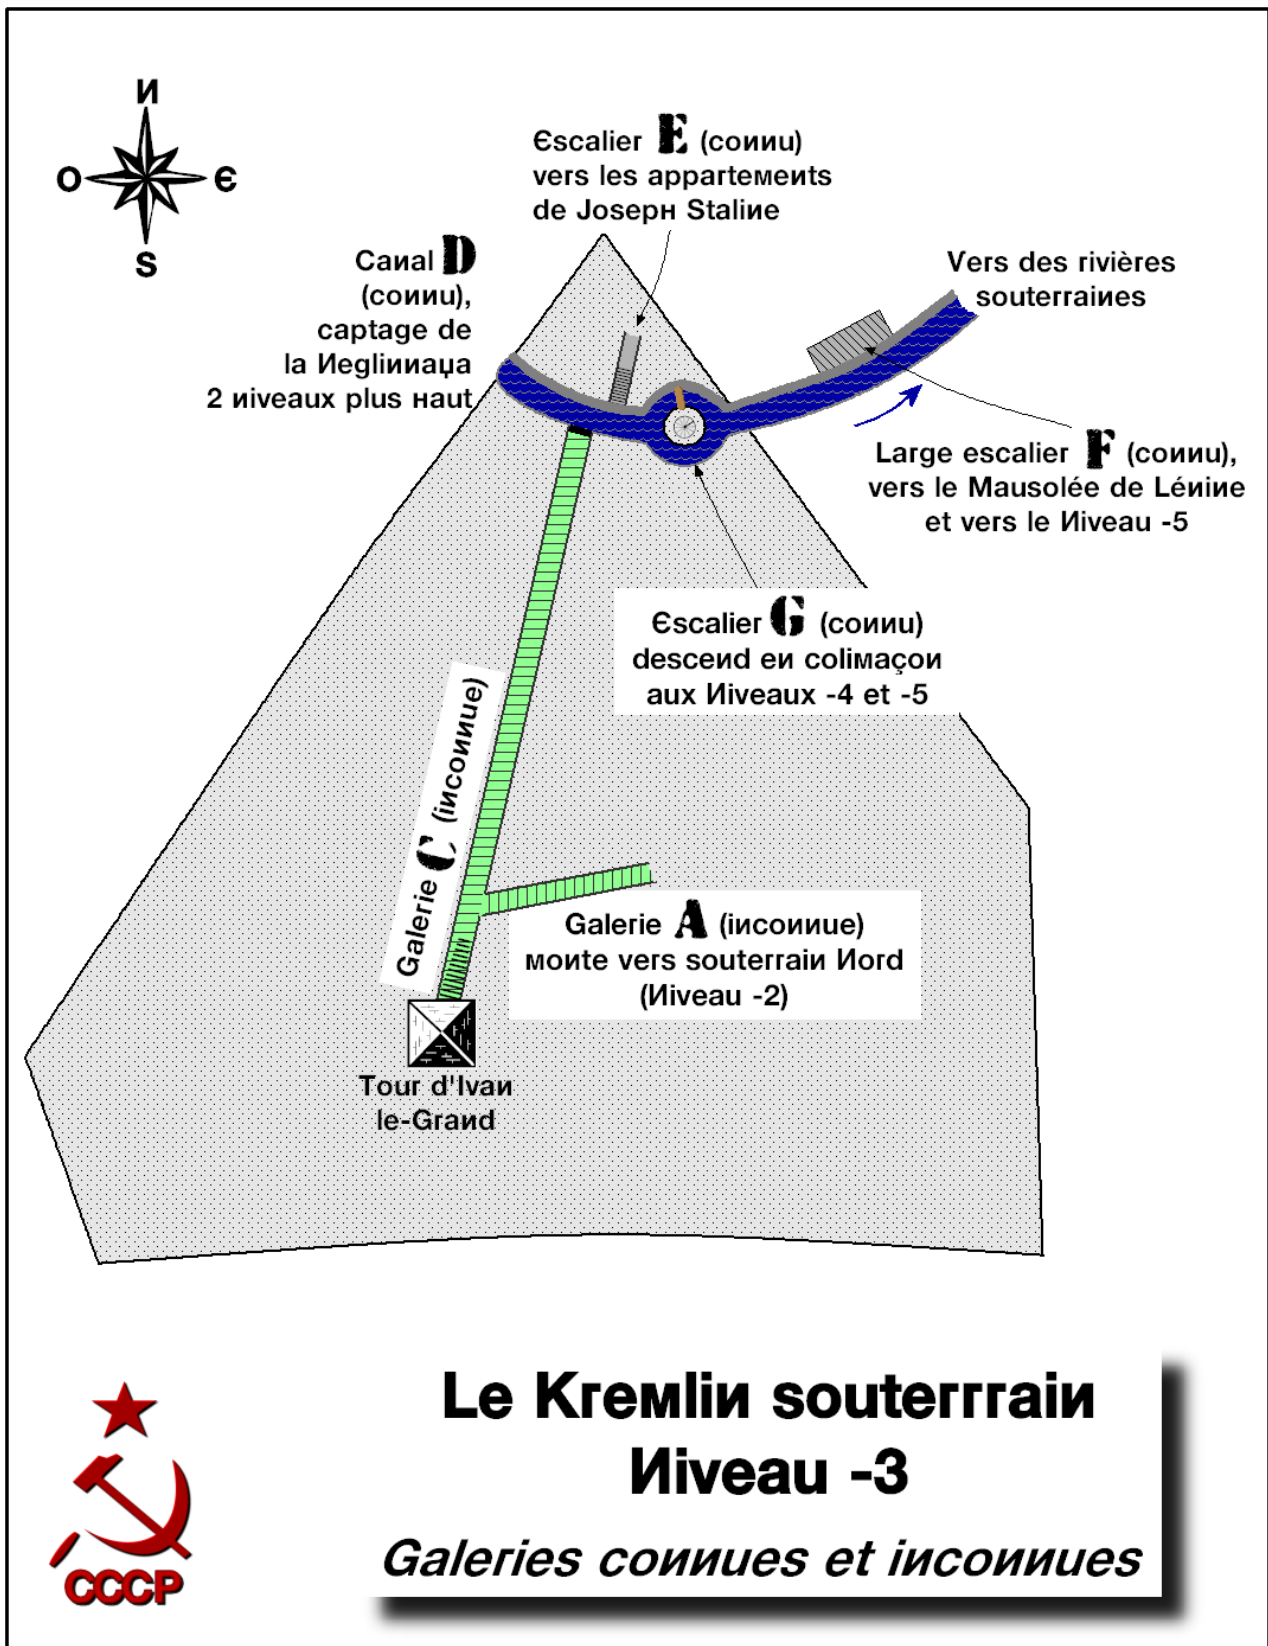 N
O E
S
Escalier E (connu)
vers les appartements
de Joseph Staline
Canal D
(connu),
captage de
la Neglinnaya
2 niveaux plus haut
Vers des rivières
souterraines
Large escalier F (connu),
vers le Mausolée de Lénine
et vers le Niveau -5
Escalier G (connu)
descend en colimaçon
aux Niveaux -4 et -5
Galerie C (inconnue)
Galerie A (inconnue)
monte vers souterrain Nord
(Niveau -2)
Tour d'Ivan
le-Grand
Le Kremlin souterrrain
Niveau -3
Galeries connues et inconnues
CCCP